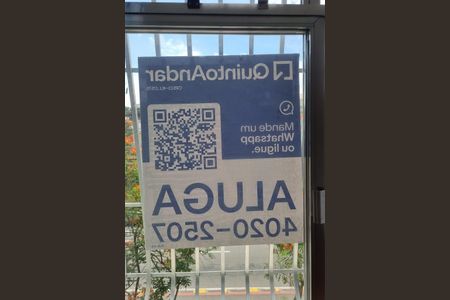 QuintoAndar
Mande um
Whatsapp
ou ligue.
ALUGA
4020-2507